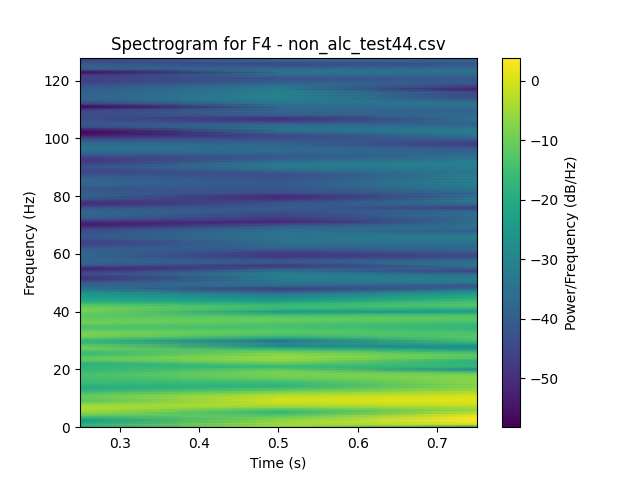 Spectrogram for F4 - non_alc_test44.csv
Frequency (Hz)
120
100
80
60
40
20
0
0.3 0.4 0.5 0.6 0.7
Time (s)
0
−10
−20
−30
−40
−50
Power/Frequency (dB/Hz)